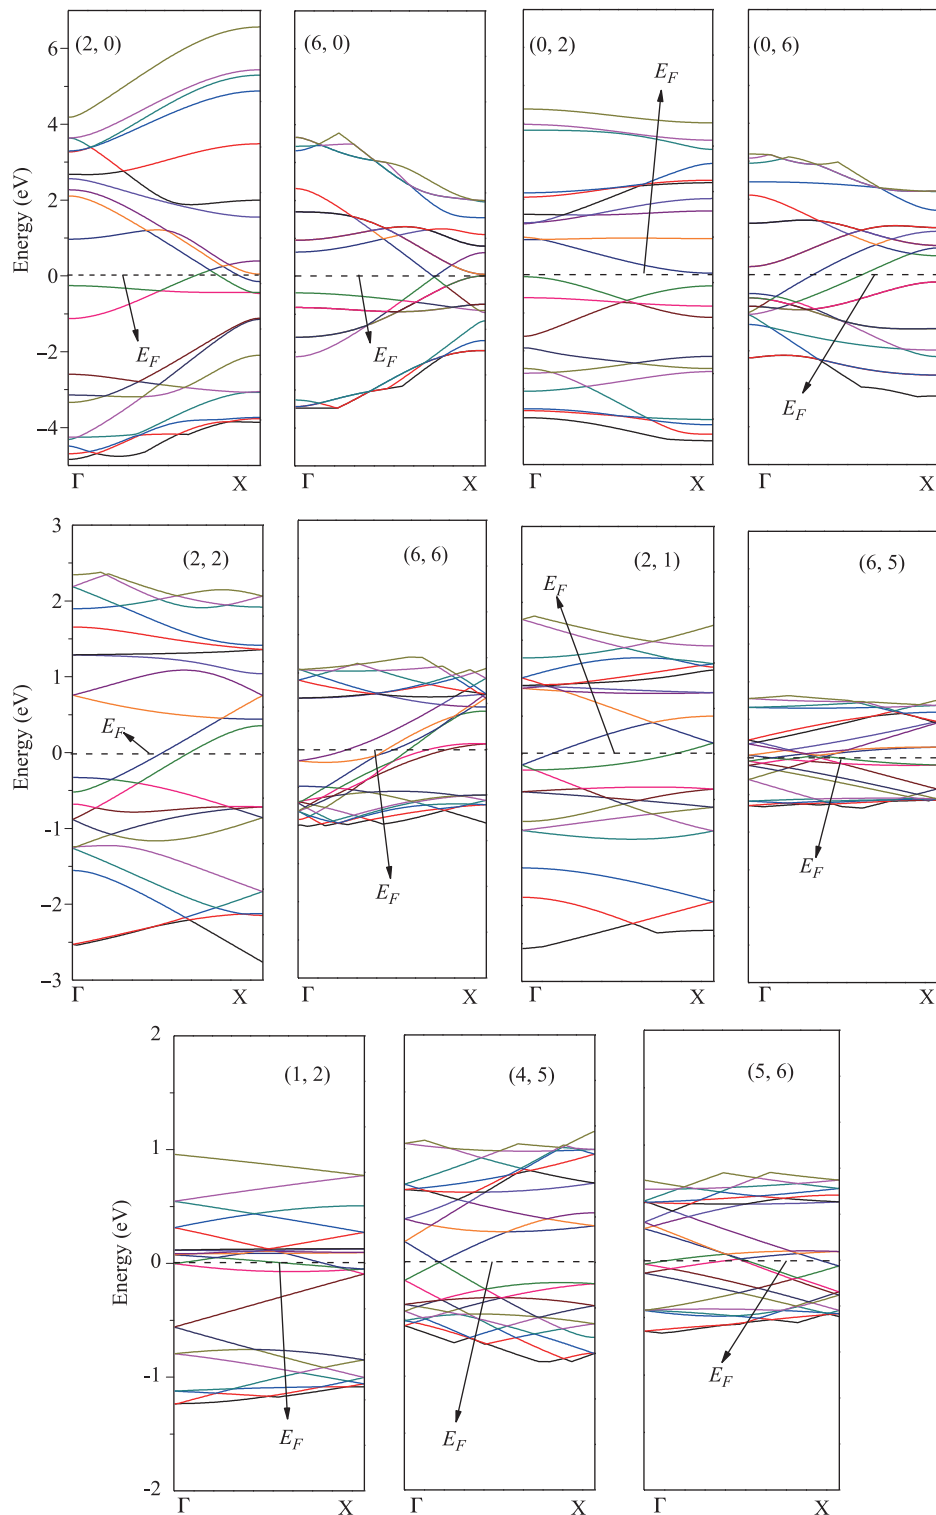 (2, 0) (6, 0) (0, 2) (0, 6)
6
4
2
0
-2
-4
Energy (eV)
E_F E_F E_F E_F
Γ X Γ X Γ X Γ X
(2, 2) (6, 6) (2, 1) (6, 5)
3
2
1
0
-1
-2
-3
Energy (eV)
E_F E_F E_F E_F
Γ X Γ X Γ X Γ X
(1, 2) (4, 5) (5, 6)
2
1
0
-1
-2
Energy (eV)
E_F E_F E_F
Γ X Γ X Γ X